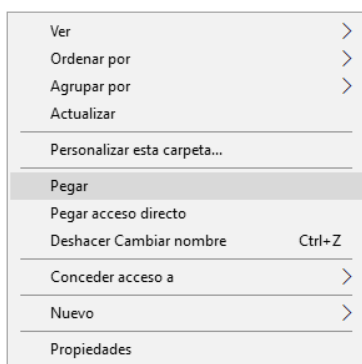 Ver
Ordenar por
Agrupar por
Actualizar
Personalizar esta carpeta...
Pegar
Pegar acceso directo
Deshacer Cambiar nombre Ctrl+Z
Conceder acceso a
Nuevo
Propiedades